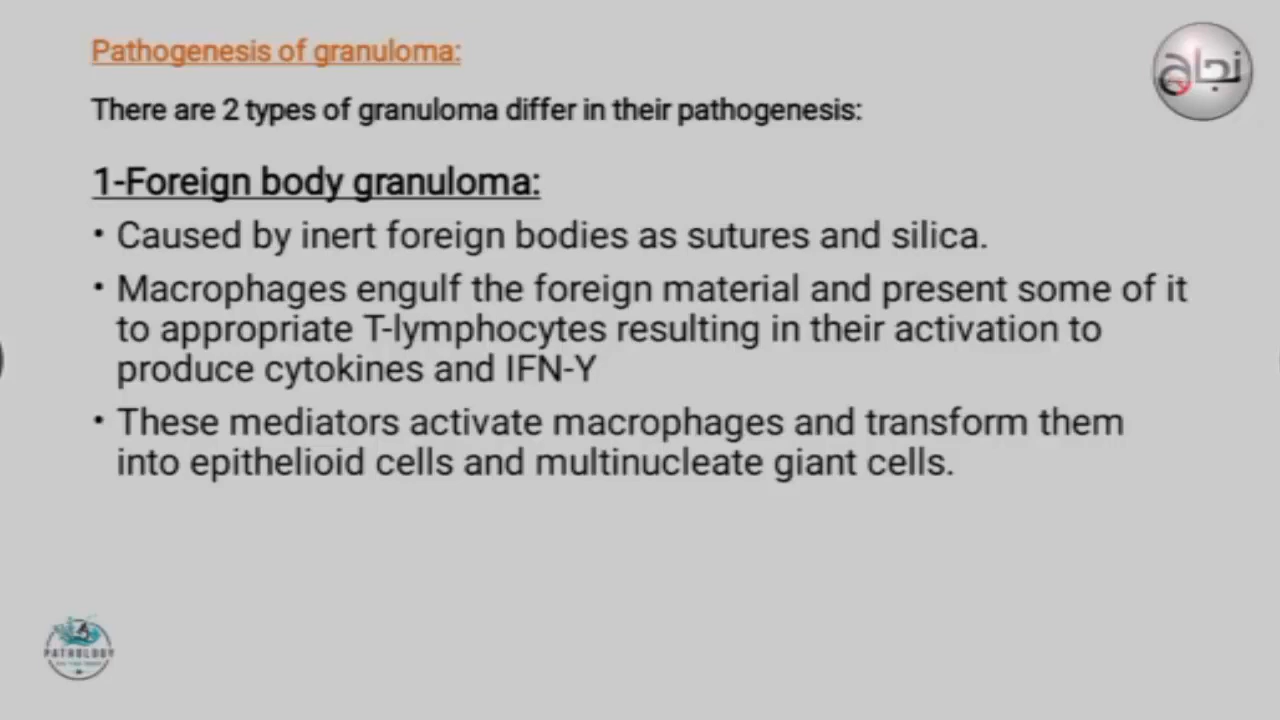 Pathogenesis of granuloma:
نجاح
There are 2 types of granuloma differ in their pathogenesis:
1-Foreign body granuloma:
• Caused by inert foreign bodies as sutures and silica.
• Macrophages engulf the foreign material and present some of it
to appropriate T-lymphocytes resulting in their activation to
produce cytokines and IFN-Y
• These mediators activate macrophages and transform them
into epithelioid cells and multinucleate giant cells.
PATHOLOGY